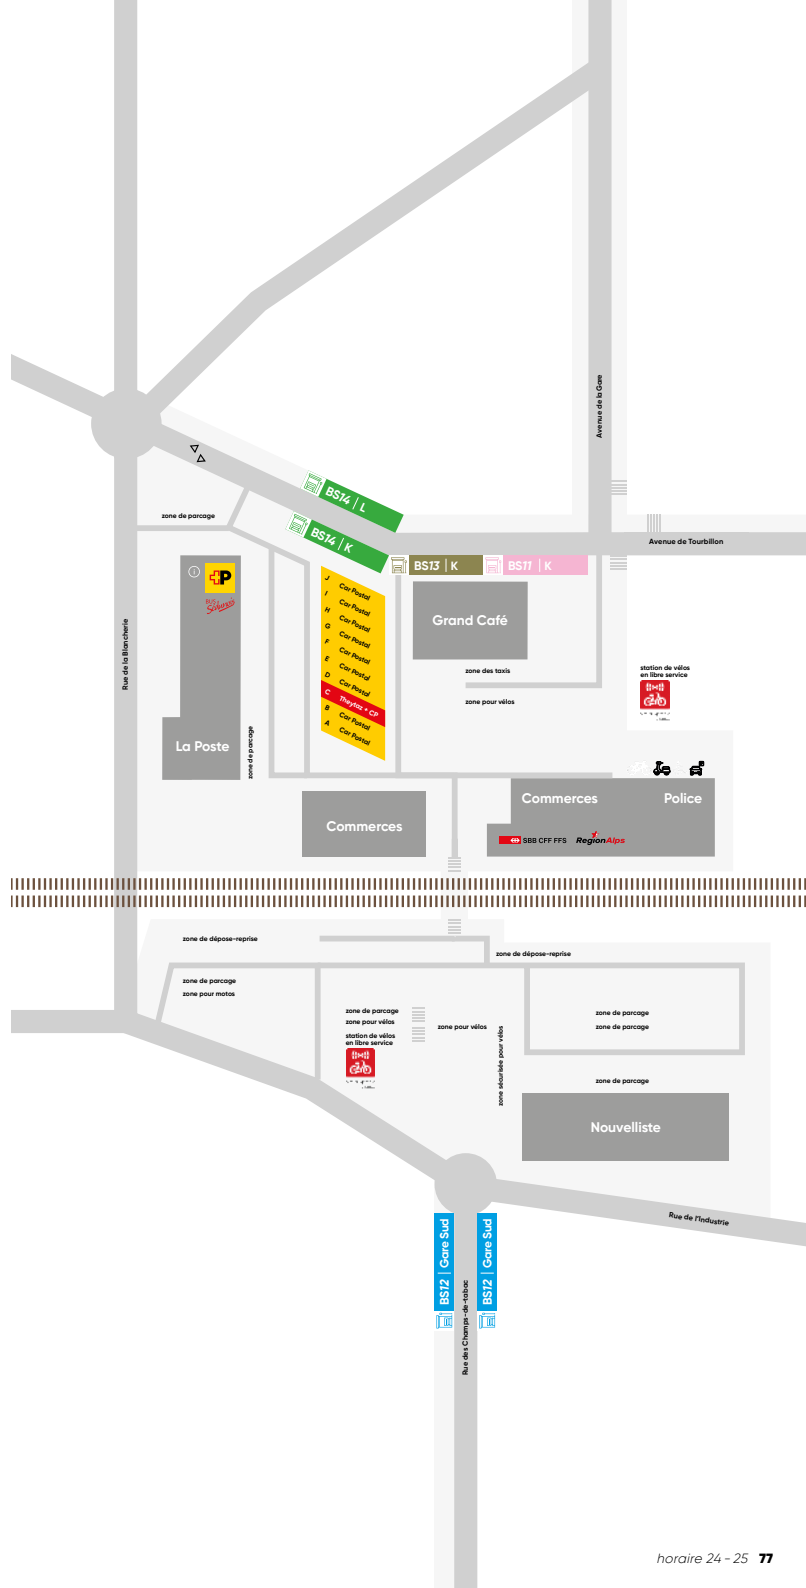 Avenue de la Gare
BS14 | L
zone de parcage
BS14 | K
Avenue de Tourbillon
BS13 | K
BS11 | K
i
P
BUS
Sédunois
J Car Postal
I Car Postal
H Car Postal
G Car Postal
F Car Postal
E Car Postal
D Car Postal
C Theytaz + CP
B Car Postal
A Car Postal
Grand Café
Rue de la Blancherie
zone des taxis
zone pour vélos
station de vélos
en libre service
La Poste
zone de parcage
Commerces
Commerces
Police
SBB CFF FFS
RegionAlps
zone de dépose-reprise
zone de dépose-reprise
zone de parcage
zone pour motos
zone de parcage
zone pour vélos
station de vélos
en libre service
zone pour vélos
zone sécurisée pour vélos
zone de parcage
zone de parcage
zone de parcage
Nouvelliste
Rue de l'Industrie
BS12 | Gare Sud
BS12 | Gare Sud
Rue des Champs-de-tabac
horaire 24 - 25 77